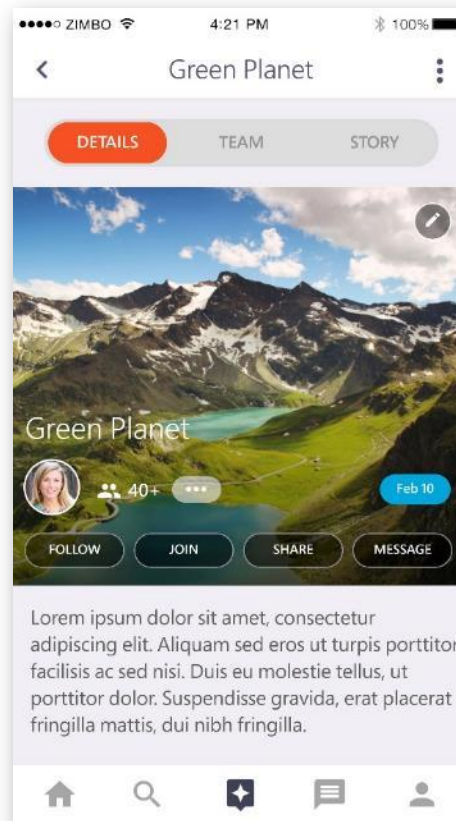 ZIMBO 4:21 PM 100%
Green Planet
DETAILS TEAM STORY
Green Planet
40+ Feb 10
FOLLOW JOIN SHARE MESSAGE
Lorem ipsum dolor sit amet, consectetur
adipiscing elit. Aliquam sed eros ut turpis porttitor
facilisis ac sed nisi. Duis eu molestie tellus, ut
porttitor dolor. Suspendisse gravida, erat placerat
fringilla mattis, dui nibh fringilla.